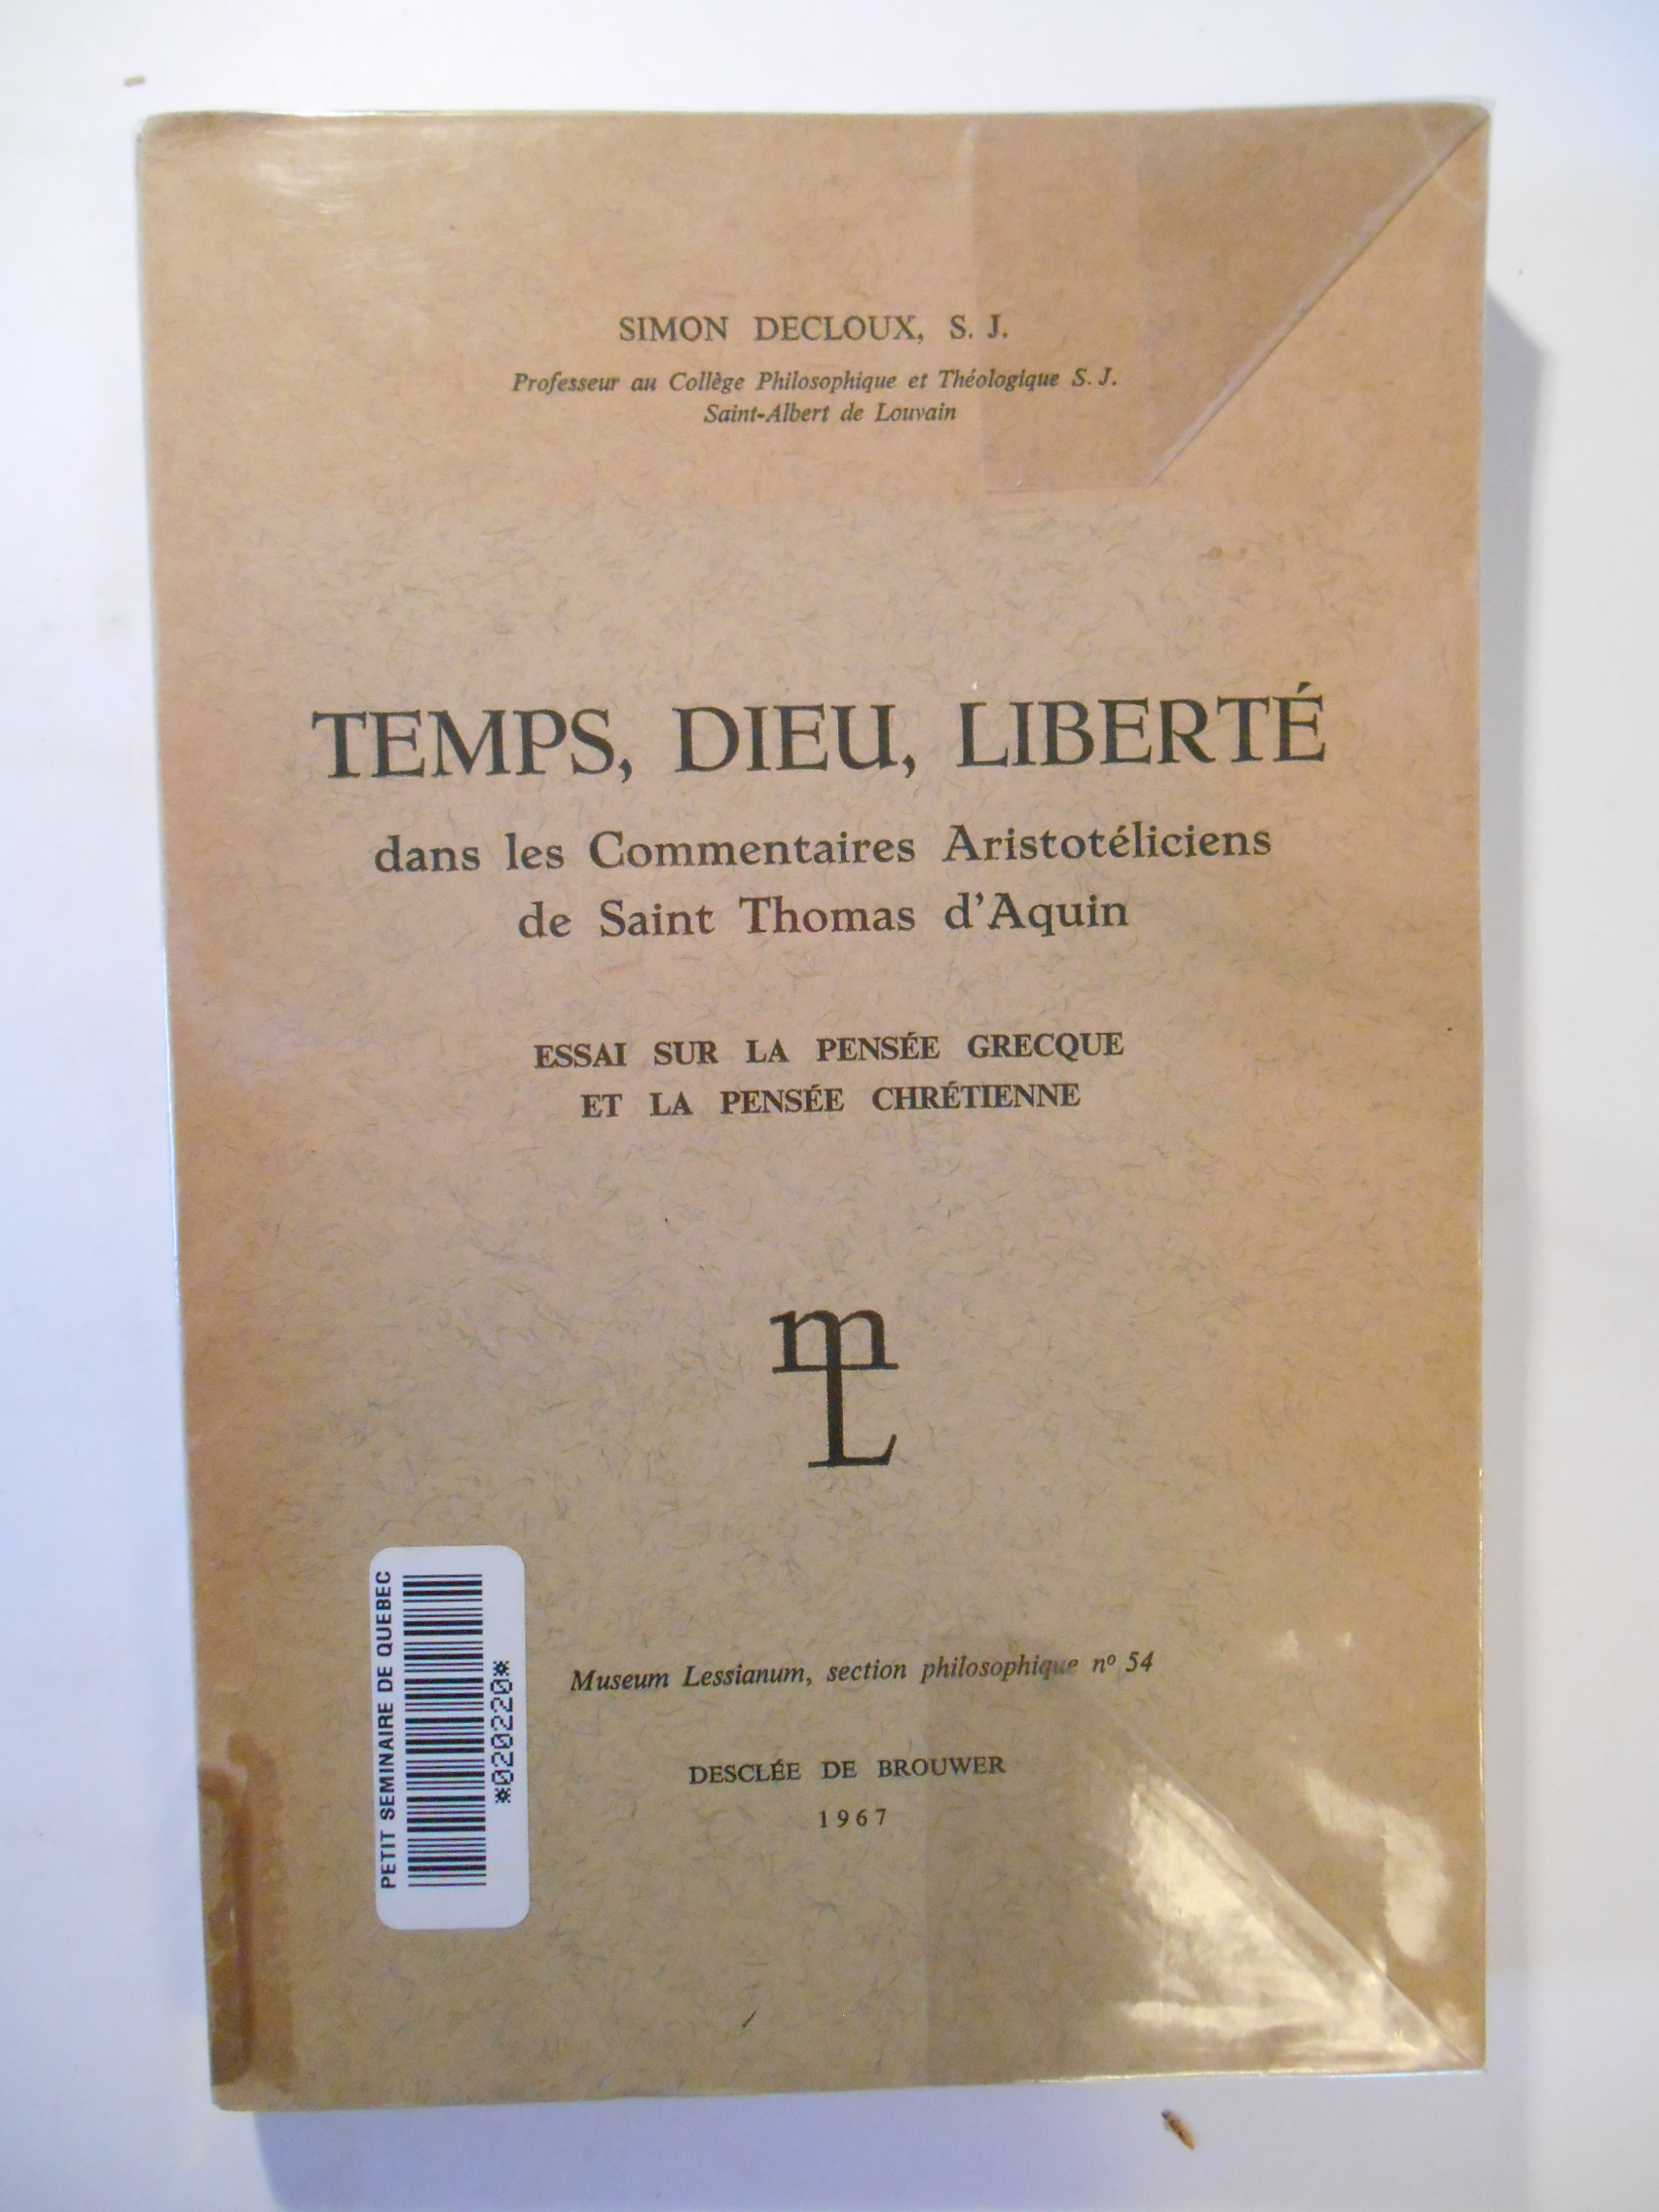 SIMON DECLOUX, S. J.
Professeur au Collège Philosophique et Théologique S. J.
Saint-Albert de Louvain
TEMPS, DIEU, LIBERTÉ
dans les Commentaires Aristotéliciens
de Saint Thomas d'Aquin
ESSAI SUR LA PENSÉE GRECQUE
ET LA PENSÉE CHRÉTIENNE
mL
PETIT SEMINAIRE DE QUEBEC
*020220*
Museum Lessianum, section philosophique nº 54
DESCLÉE DE BROUWER
1967